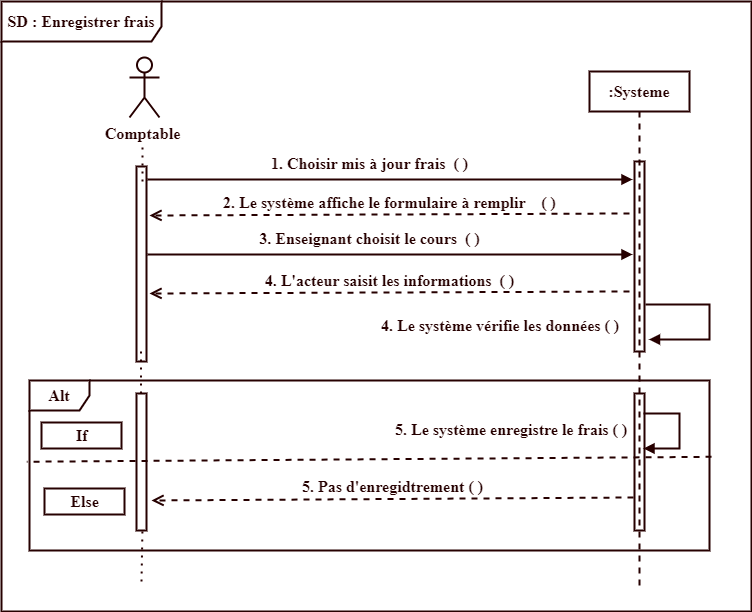 SD : Enregistrer frais
:Systeme
Comptable
1. Choisir mis à jour frais ( )
2. Le système affiche le formulaire à remplir ( )
3. Enseignant choisit le cours ( )
4. L'acteur saisit les informations ( )
4. Le système vérifie les données ( )
Alt
If
5. Le système enregistre le frais ( )
5. Pas d'enregidtrement ( )
Else